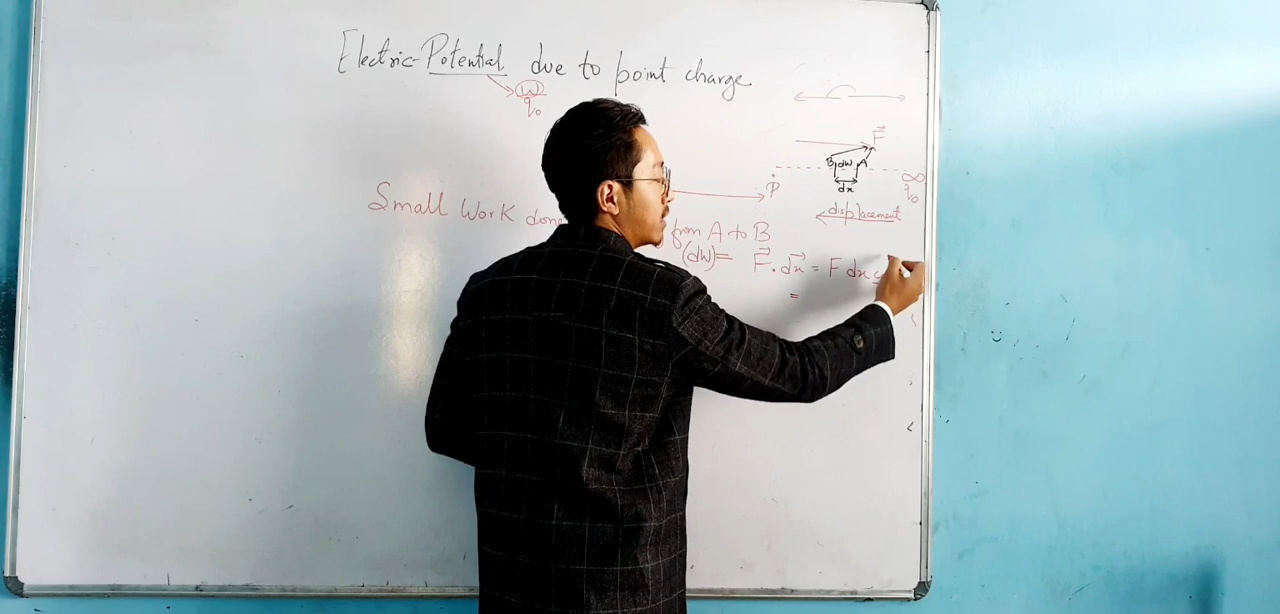 Electric-Potential due to point charge
W
q₀
F⃗
B dW A
dx
P
∞
q₀
displacement
Small Work done
from A to B
(dW) = F⃗ . dx⃗ = F dx
=